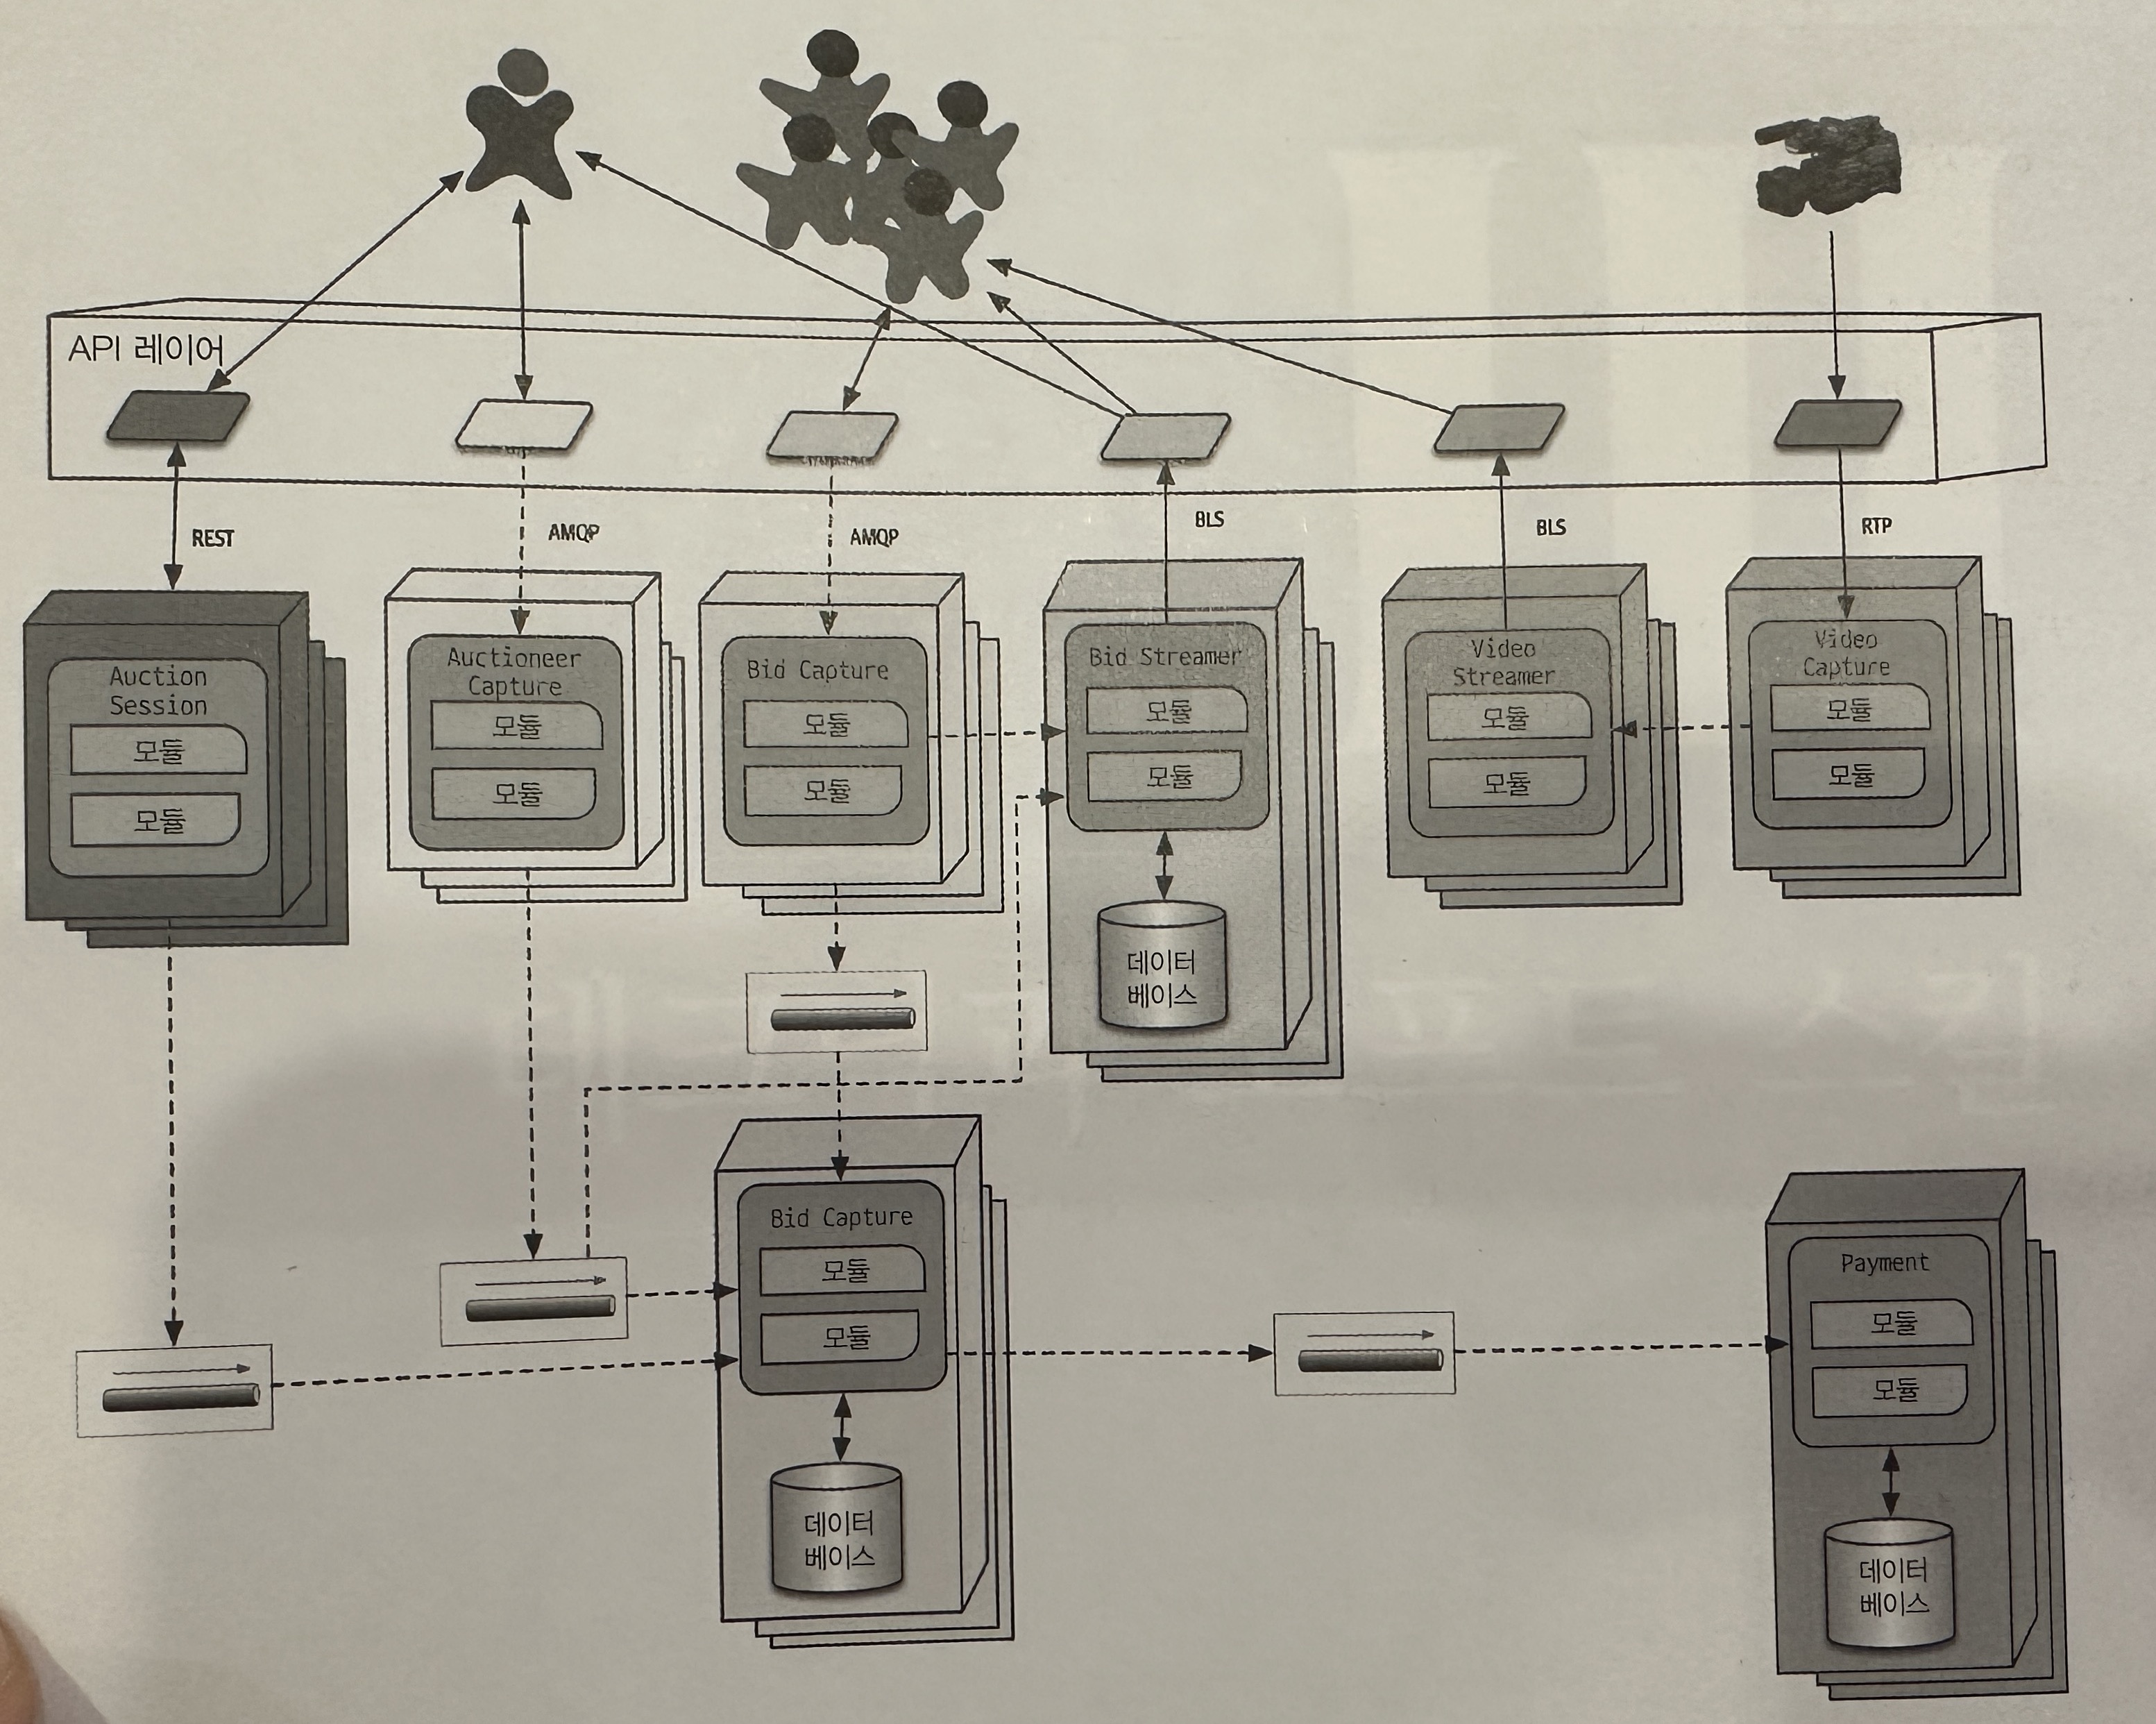 API 레이어
REST
AMQP
AMQP
BLS
BLS
RTP
Auction
Session
모듈
모듈
Auctioneer
Capture
모듈
모듈
Bid Capture
모듈
모듈
Bid Streamer
모듈
모듈
데이터
베이스
Video
Streamer
모듈
모듈
Video
Capture
모듈
모듈
Bid Capture
모듈
모듈
데이터
베이스
Payment
모듈
모듈
데이터
베이스